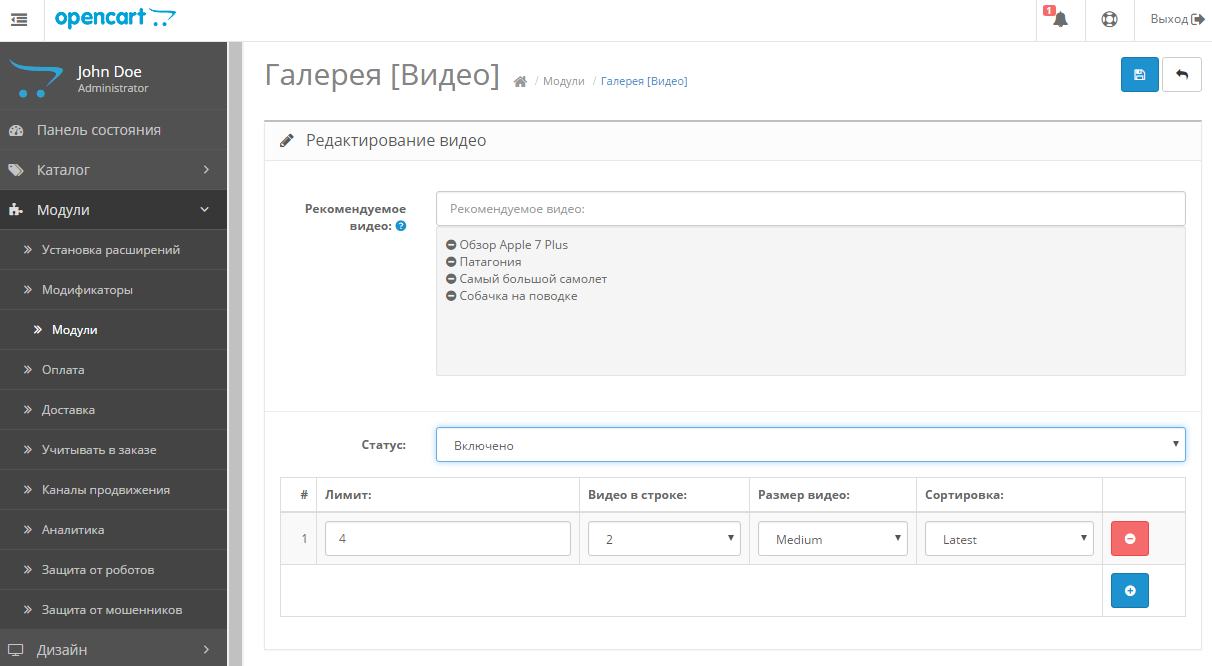 opencart
1
Выход
John Doe
Administrator
Галерея [Видео]
/ Модули / Галерея [Видео]
Панель состояния
Каталог
Модули
Установка расширений
Модификаторы
Модули
Оплата
Доставка
Учитывать в заказе
Каналы продвижения
Аналитика
Защита от роботов
Защита от мошенников
Дизайн
Редактирование видео
Рекомендуемое
видео: ?
Рекомендуемое видео:
Обзор Apple 7 Plus
Патагония
Самый большой самолет
Собачка на поводке
Статус:
Включено
# Лимит: Видео в строке: Размер видео: Сортировка:
1 4 2 Medium Latest